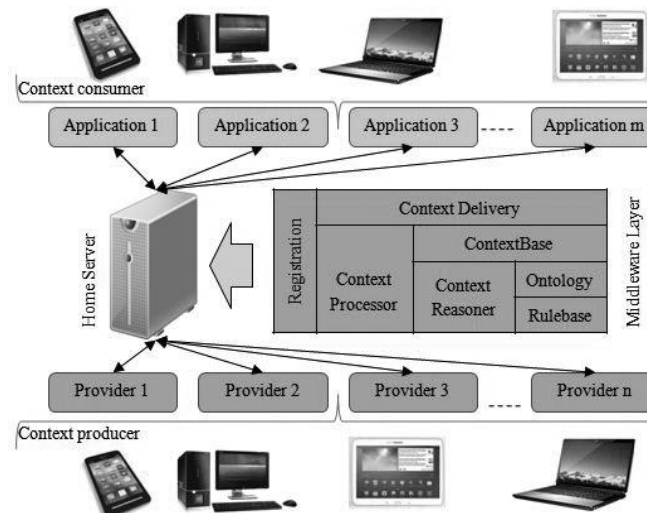 Context consumer
Application 1
Application 2
Application 3
Application m
Home Server
Registration
Context Delivery
ContextBase
Context
Processor
Context
Reasoner
Ontology
Rulebase
Middleware Layer
Provider 1
Provider 2
Provider 3
Provider n
Context producer